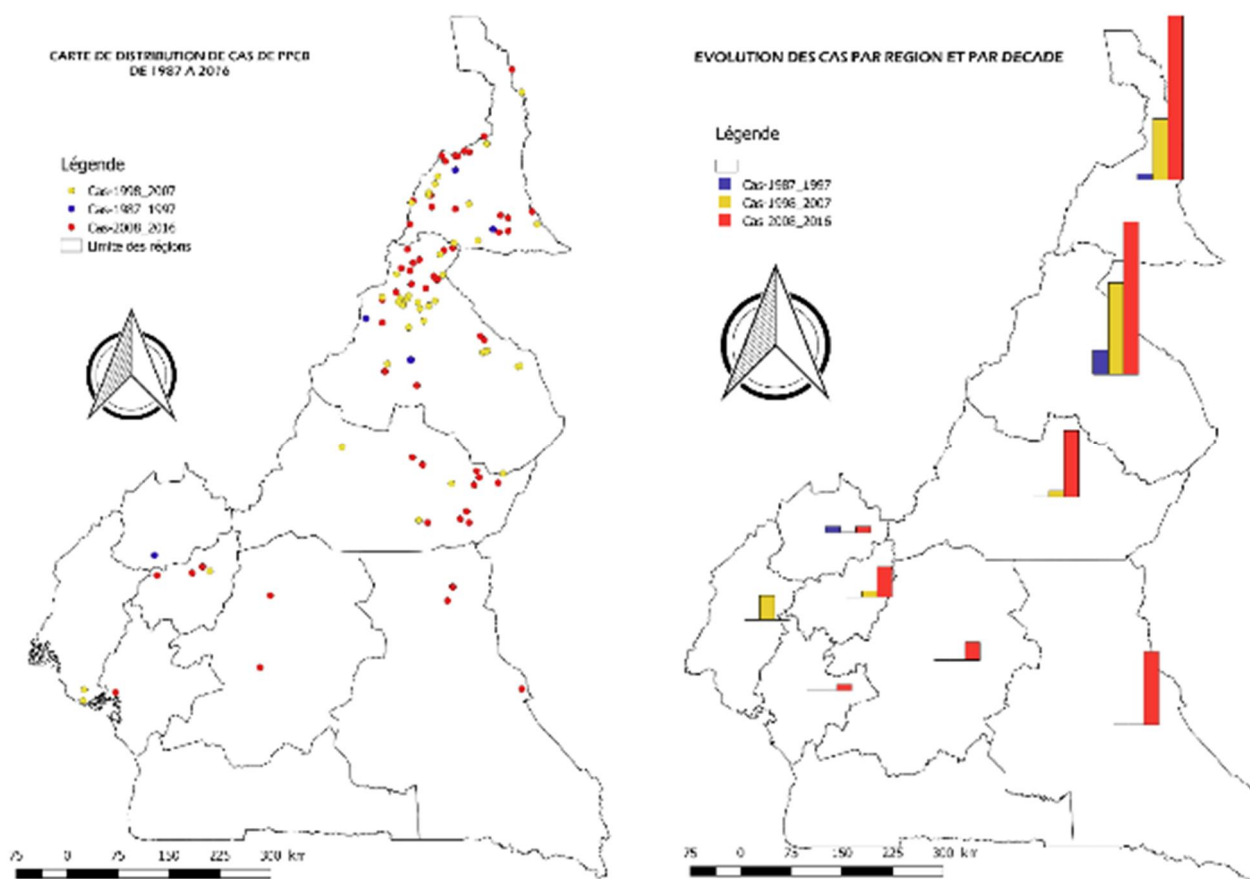 CARTE DE DISTRIBUTION DE CAS DE PPCB
DE 1987 A 2016
Légende
Cas-1998_2007
Cas-1987_1997
Cas-2008_2016
Limite des régions
75 0 75 150 225 300 km
EVOLUTION DES CAS PAR REGION ET PAR DECADE
Légende
Cas-1987_1997
Cas-1998_2007
Cas-2008_2016
75 0 75 150 225 300 km